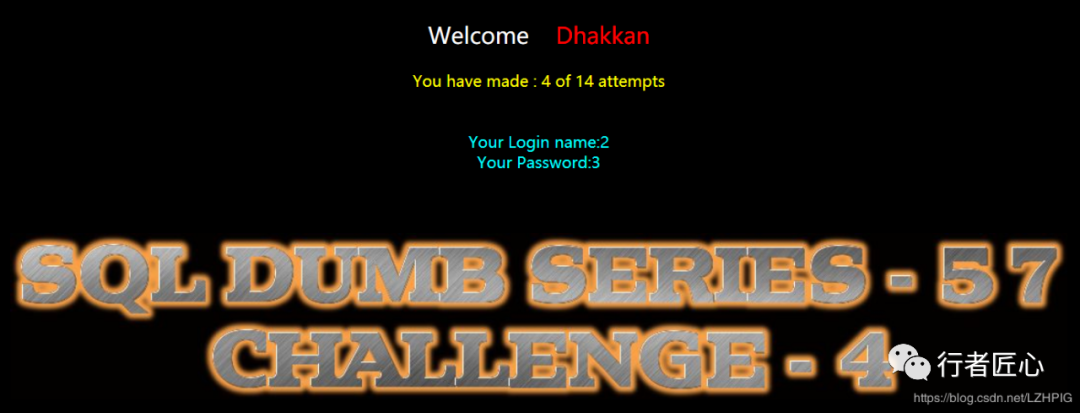 Welcome Dhakkan
You have made : 4 of 14 attempts
Your Login name:2
Your Password:3
SQL DUMB SERIES - 57
CHALLENGE - 4
行者匠心
https://blog.csdn.net/LZHPIG